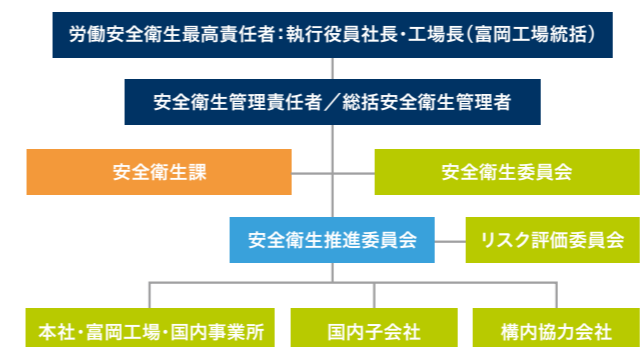 労働安全衛生最高責任者：執行役員社長・工場長（富岡工場統括）
安全衛生管理責任者／総括安全衛生管理者
安全衛生課
安全衛生委員会
安全衛生推進委員会
リスク評価委員会
本社・富岡工場・国内事業所
国内子会社
構内協力会社